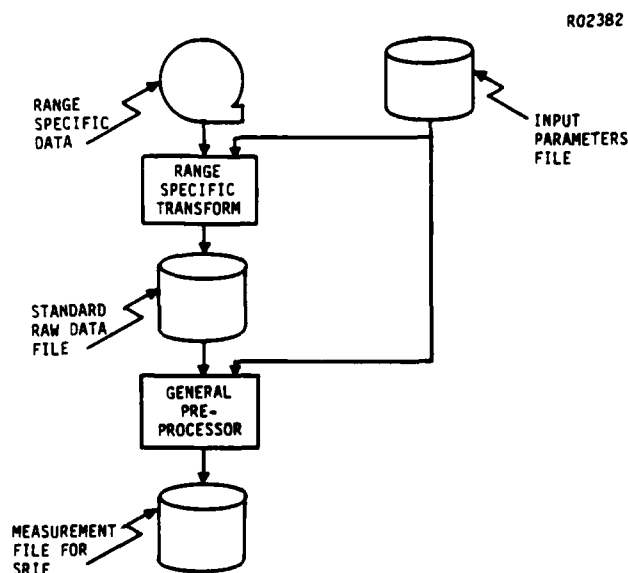 R02382
RANGE
SPECIFIC
DATA
INPUT
PARAMETERS
FILE
RANGE
SPECIFIC
TRANSFORM
STANDARD
RAW DATA
FILE
GENERAL
PRE-
PROCESSOR
MEASUREMENT
FILE FOR
SRIF